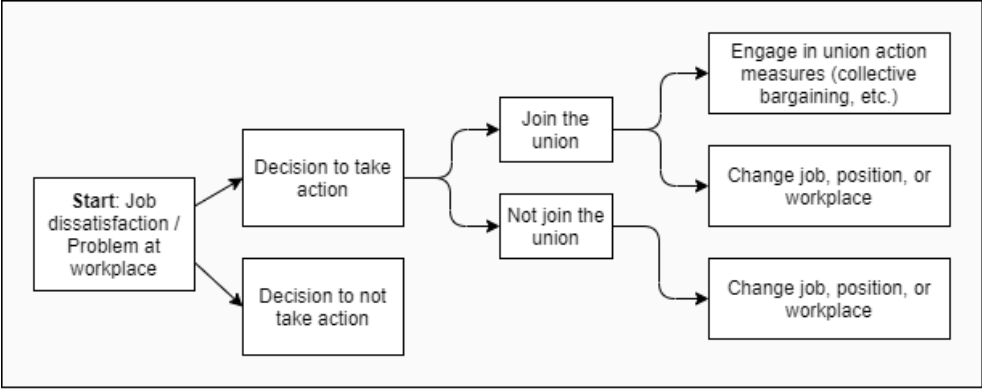 Start: Job
dissatisfaction /
Problem at
workplace
Decision to take
action
Decision to not
take action
Join the
union
Not join the
union
Engage in union action
measures (collective
bargaining, etc.)
Change job, position, or
workplace
Change job, position, or
workplace